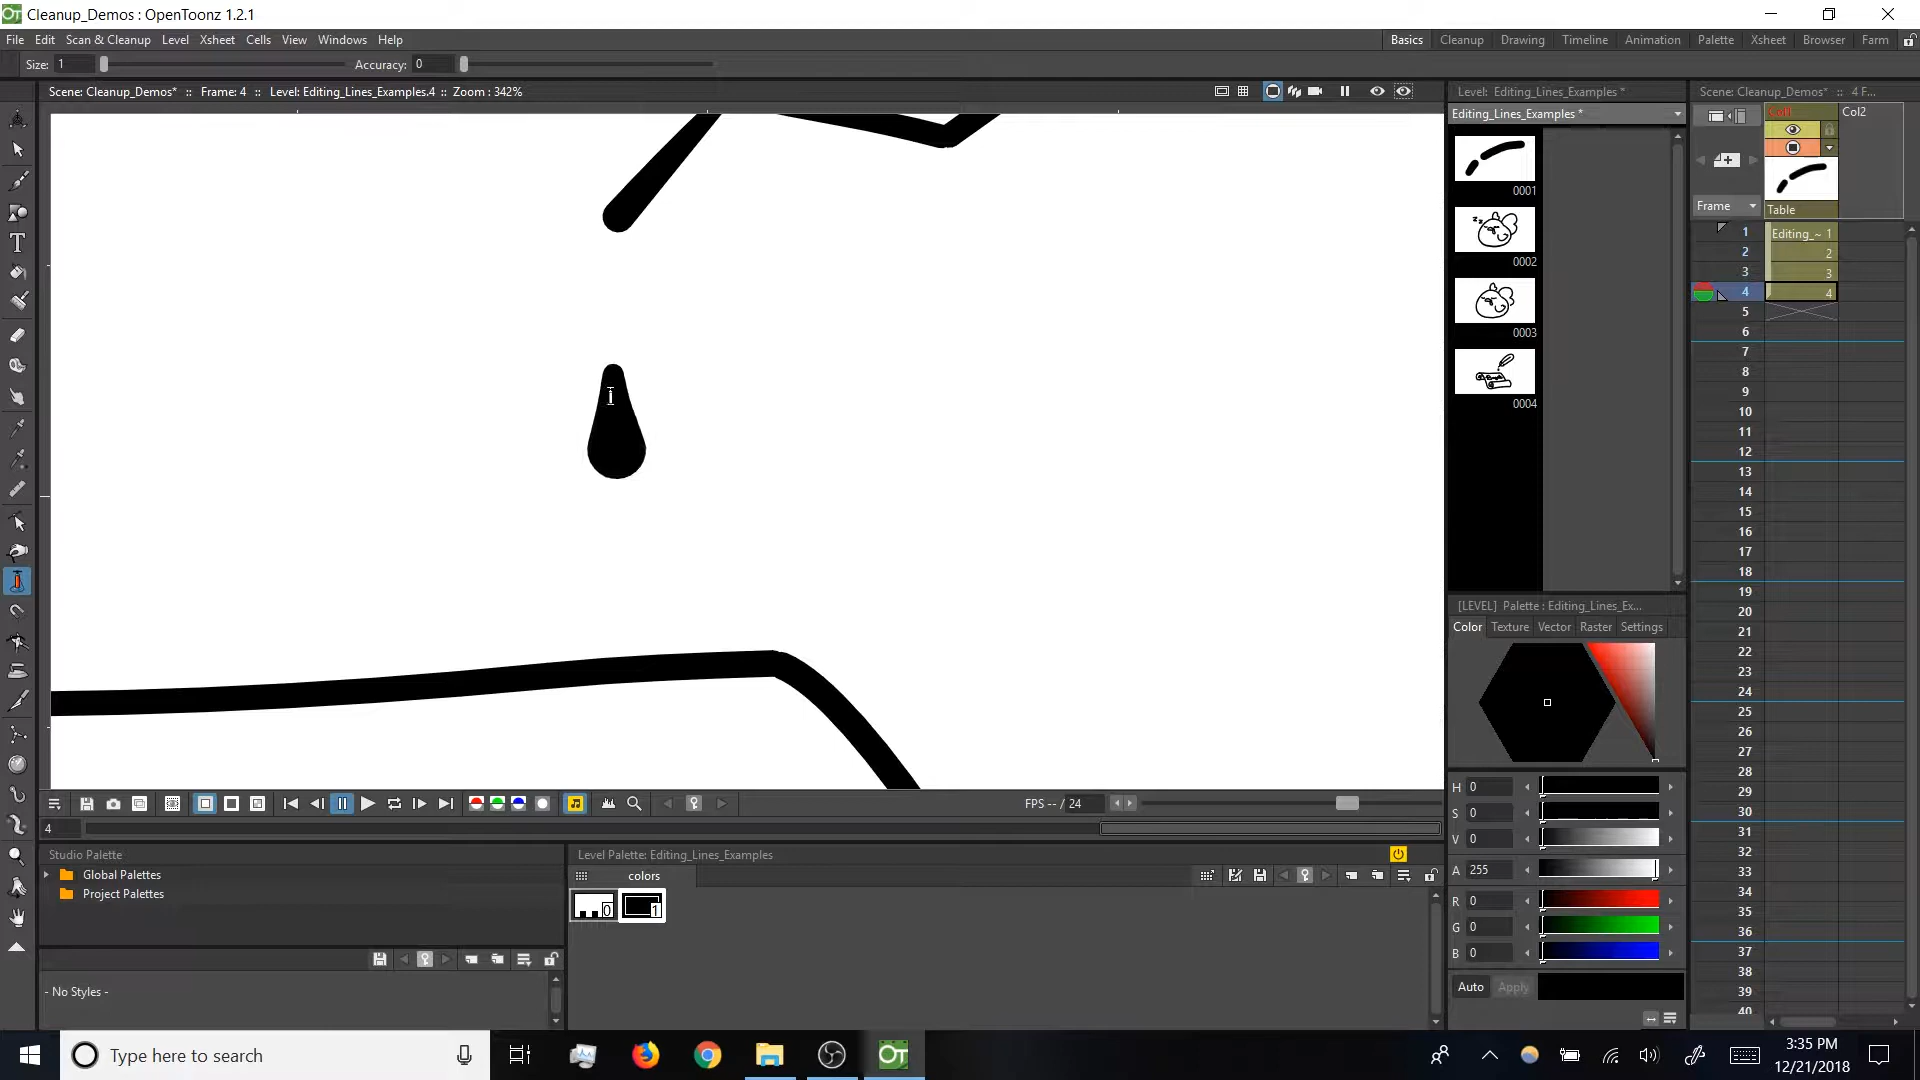 Cleanup_Demos : OpenToonz 1.2.1
File Edit Scan & Cleanup Level Xsheet Cells View Windows Help
Basics Cleanup Drawing Timeline Animation Palette Xsheet Browser Farm
Size: 1 Accuracy: 0
Scene: Cleanup_Demos* :: Frame: 4 :: Level: Editing_Lines_Examples.4 :: Zoom : 342%
Level: Editing_Lines_Examples *
Scene: Cleanup_Demos* :: 4 F...
Editing_Lines_Examples *
Col1 Col2
0001
0002
0003
0004
Frame
Table
1 Editing_~ 1
2 2
3 3
4 4
5
6
7
8
9
10
11
12
13
14
15
16
17
18
19
20
21
22
23
24
25
26
27
28
29
30
31
32
33
34
35
36
37
38
39
40
[LEVEL] Palette : Editing_Lines_Ex...
Color Texture Vector Raster Settings
H 0
S 0
V 0
A 255
R 0
G 0
B 0
Auto Apply
FPS -- / 24
4
Studio Palette
Global Palettes
Project Palettes
- No Styles -
Level Palette: Editing_Lines_Examples
colors
0 1
Type here to search
OT
3:35 PM
12/21/2018